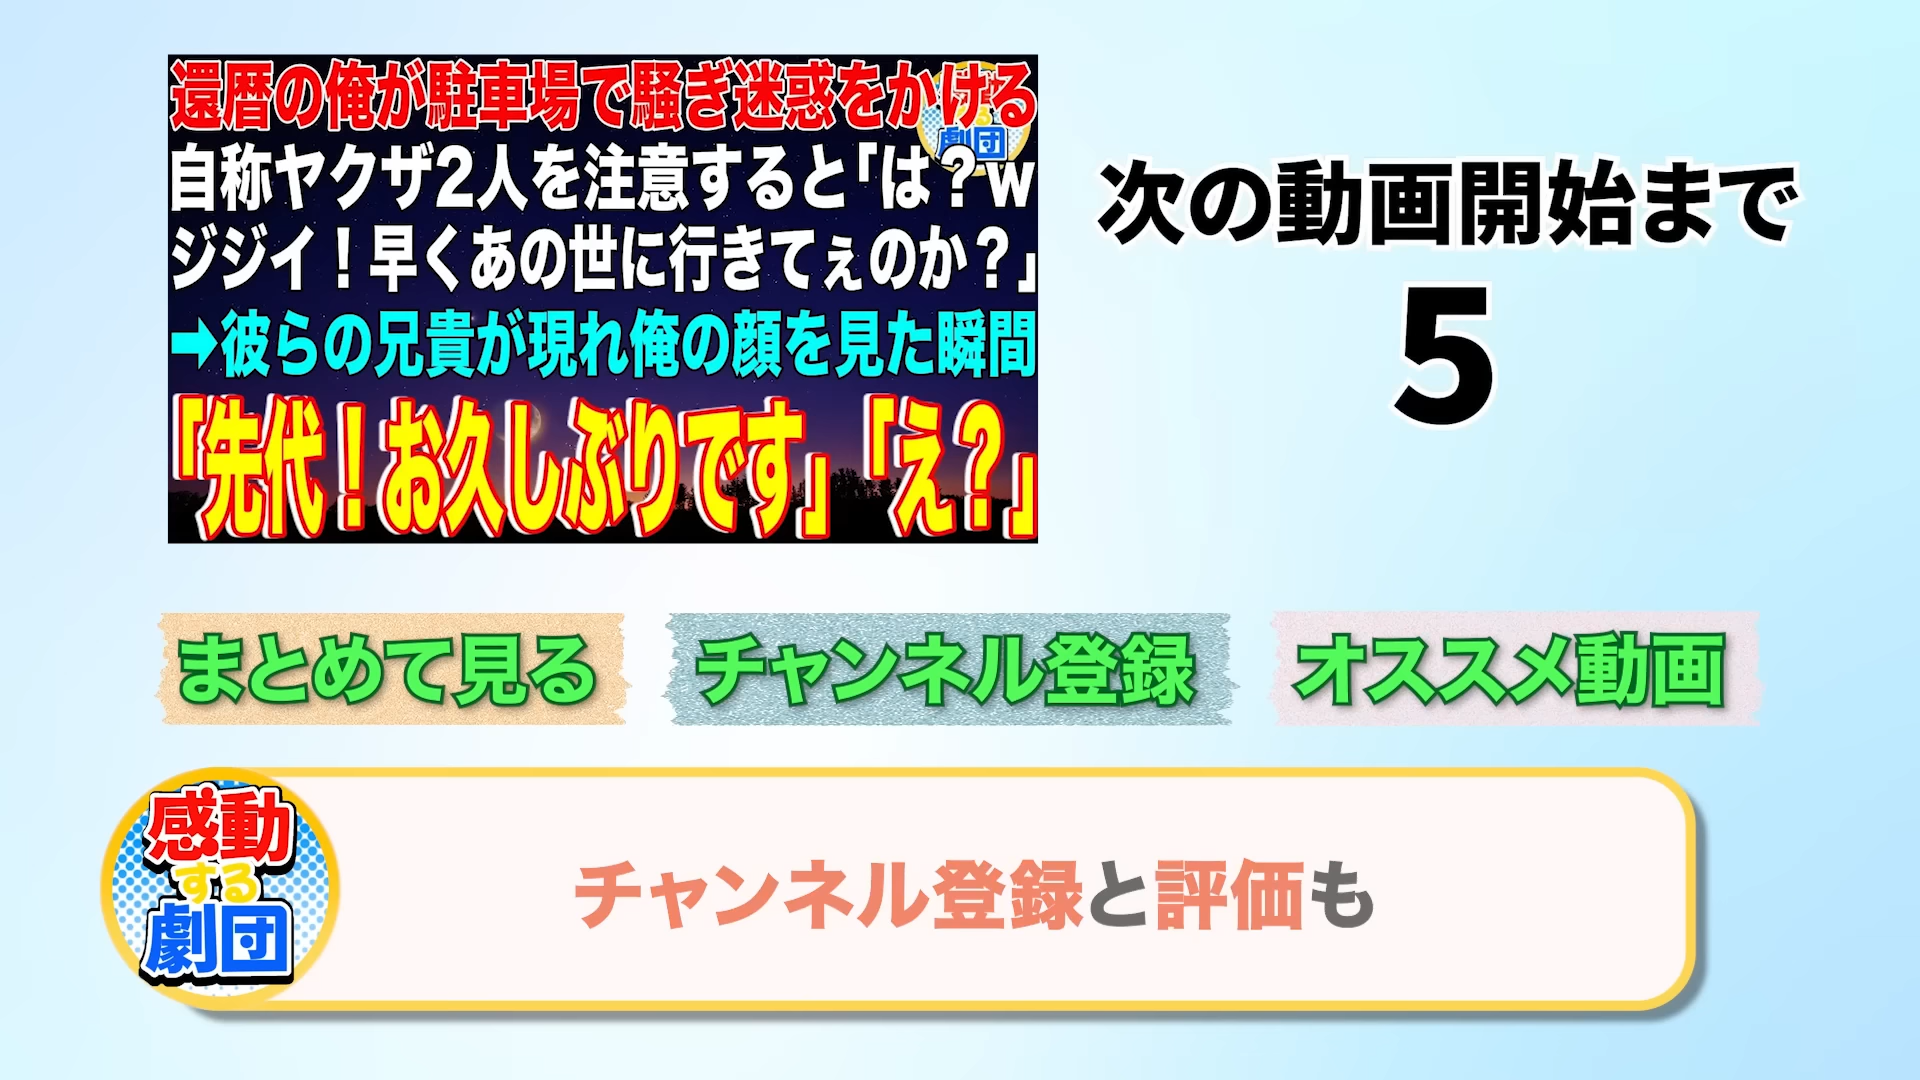 還暦の俺が駐車場で騒ぎ迷惑をかける
自称ヤクザ2人を注意すると「は？w
ジジイ！早くあの世に行きてぇのか？」
➡彼らの兄貴が現れ俺の顔を見た瞬間
「先代！お久しぶりです」「え？」
劇団
次の動画開始まで
5
まとめて見る
チャンネル登録
オススメ動画
感動
する
劇団
チャンネル登録と評価も